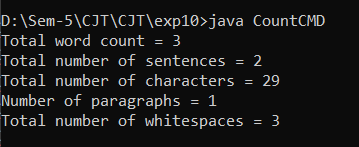 D:\Sem-5\CJT\CJT\exp10>java CountCMD
Total word count = 3
Total number of sentences = 2
Total number of characters = 29
Number of paragraphs = 1
Total number of whitespaces = 3